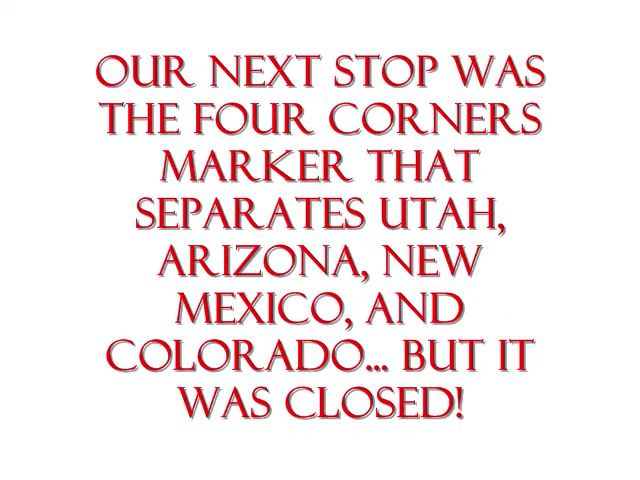 OUR NEXT STOP WAS
THE FOUR CORNERS
MARKER THAT
SEPARATES UTAH,
ARIZONA, NEW
MEXICO, AND
COLORADO... BUT IT
WAS CLOSED!